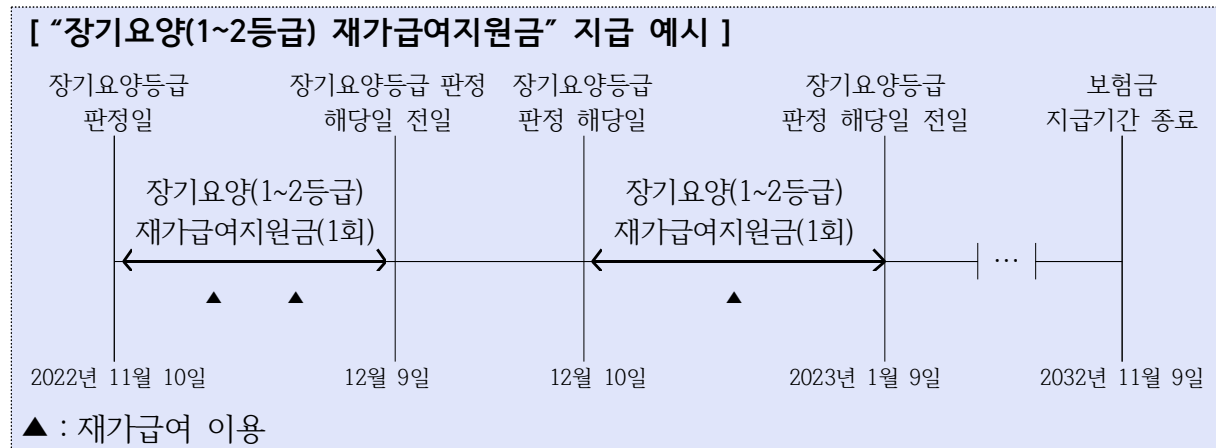 [ “장기요양(1~2등급) 재가급여지원금” 지급 예시 ]
장기요양등급
판정일
장기요양등급 판정
해당일 전일
장기요양등급
판정 해당일
장기요양등급
판정 해당일 전일
보험금
지급기간 종료
장기요양(1~2등급)
재가급여지원금(1회)
장기요양(1~2등급)
재가급여지원금(1회)
…
2022년 11월 10일
12월 9일
12월 10일
2023년 1월 9일
2032년 11월 9일
▲ : 재가급여 이용